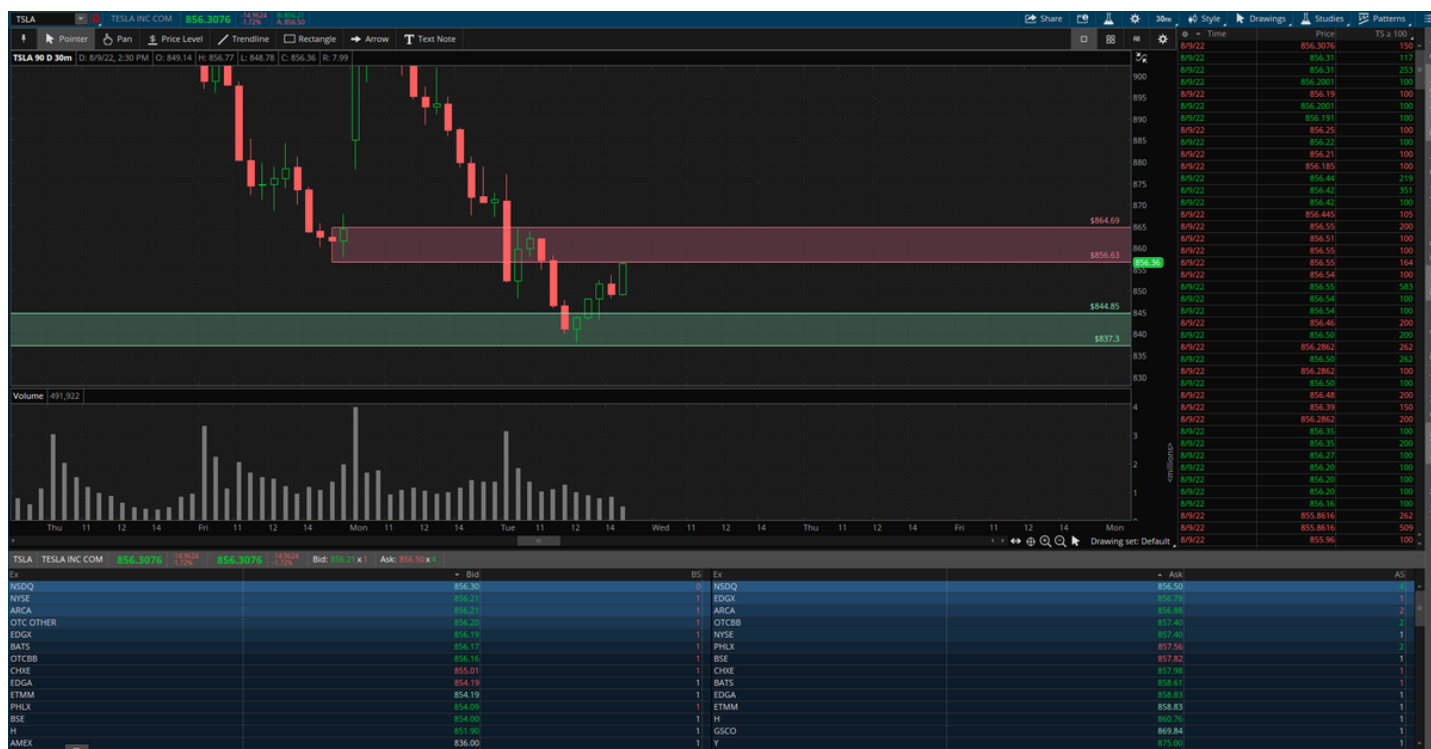 TSLA TESLA INC COM 856.3076 -14.9624 -1.72% B: 856.21 A: 856.50 Share 30m Style Drawings Studies Patterns
Pointer Pan $ Price Level Trendline Rectangle Arrow T Text Note
TSLA 90 D 30m D: 8/9/22, 2:30 PM O: 849.14 H: 856.77 L: 848.78 C: 856.36 R: 7.99
900
895
890
885
880
875
870
$864.69 865
860
$856.63
856.36
855
850
$844.85 845
840
$837.3
835
830
Volume 491,922
4
3
2
1
<millions>
Thu 11 12 14 Fri 11 12 14 Mon 11 12 14 Tue 11 12 14 Wed 11 12 14 Thu 11 12 14 Fri 11 12 14 Mon
Drawing set: Default
Time Price TS ≥ 100
8/9/22 856.3076 150
8/9/22 856.31 117
8/9/22 856.31 253
8/9/22 856.2001 100
8/9/22 856.19 100
8/9/22 856.2001 100
8/9/22 856.191 100
8/9/22 856.25 100
8/9/22 856.22 100
8/9/22 856.21 100
8/9/22 856.185 100
8/9/22 856.44 219
8/9/22 856.42 351
8/9/22 856.42 100
8/9/22 856.445 105
8/9/22 856.55 200
8/9/22 856.51 100
8/9/22 856.55 100
8/9/22 856.55 164
8/9/22 856.54 100
8/9/22 856.55 583
8/9/22 856.54 100
8/9/22 856.54 100
8/9/22 856.46 200
8/9/22 856.50 200
8/9/22 856.2862 262
8/9/22 856.50 262
8/9/22 856.2862 100
8/9/22 856.50 100
8/9/22 856.48 200
8/9/22 856.39 150
8/9/22 856.2862 200
8/9/22 856.35 100
8/9/22 856.35 200
8/9/22 856.27 100
8/9/22 856.20 100
8/9/22 856.20 100
8/9/22 856.16 100
8/9/22 855.8616 262
8/9/22 855.8616 509
8/9/22 855.96 100
TSLA TESLA INC COM 856.3076 -14.9624 -1.72% 856.3076 -14.9624 -1.72% Bid: 856.21 x 1 Ask: 856.50 x 4
Ex Bid BS Ex Ask AS
NSDQ 856.30 0 NSDQ 856.50 4
NYSE 856.21 1 EDGX 856.78 1
ARCA 856.21 1 ARCA 856.88 2
OTC OTHER 856.20 1 OTCBB 857.40 2
EDGX 856.19 1 NYSE 857.40 1
BATS 856.17 1 PHLX 857.56 2
OTCBB 856.16 1 BSE 857.82 1
CHXE 855.01 1 CHXE 857.98 1
EDGA 854.19 1 BATS 858.61 1
ETMM 854.19 1 EDGA 858.83 1
PHLX 854.09 1 ETMM 858.83 1
BSE 854.00 1 H 860.76 1
H 851.90 1 GSCO 869.84 1
AMEX 836.00 1 Y 875.00 1